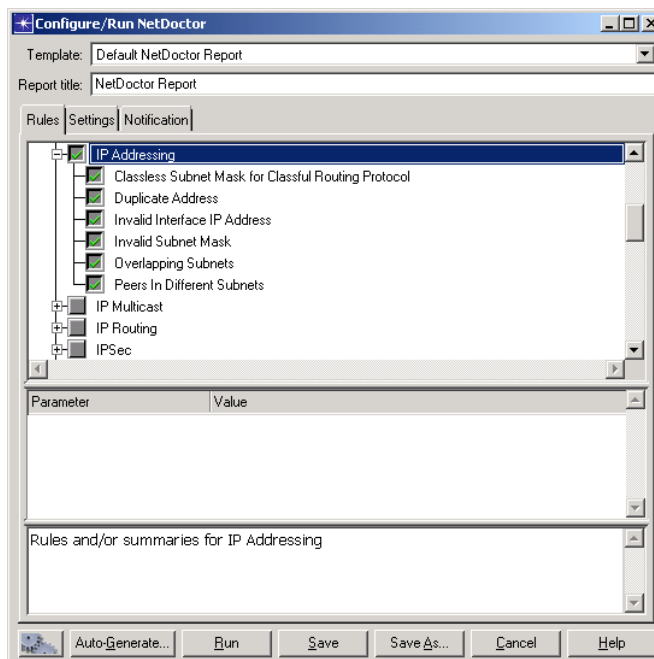 Configure/Run NetDoctor
Template: Default NetDoctor Report
Report title: NetDoctor Report
Rules Settings Notification
IP Addressing
Classless Subnet Mask for Classful Routing Protocol
Duplicate Address
Invalid Interface IP Address
Invalid Subnet Mask
Overlapping Subnets
Peers In Different Subnets
IP Multicast
IP Routing
IPSec
Parameter Value
Rules and/or summaries for IP Addressing
Auto-Generate... Run Save Save As... Cancel Help